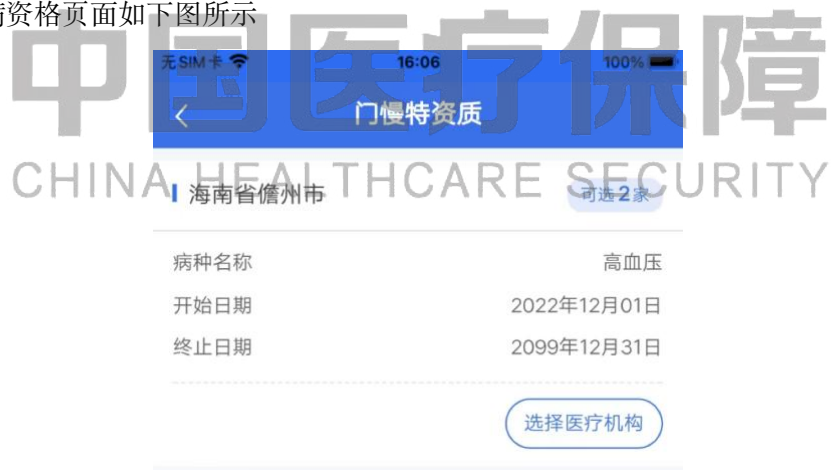 资格页面如下图所示
中国医疗保障
CHINA HEALTHCARE SECURITY
无SIM卡 16:06 100%
门慢特资质
海南省儋州市 可选2家
病种名称 高血压
开始日期 2022年12月01日
终止日期 2099年12月31日
选择医疗机构